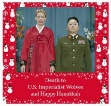 Death to
U.S. Imperialist Wolves
and Happy Hanukkah